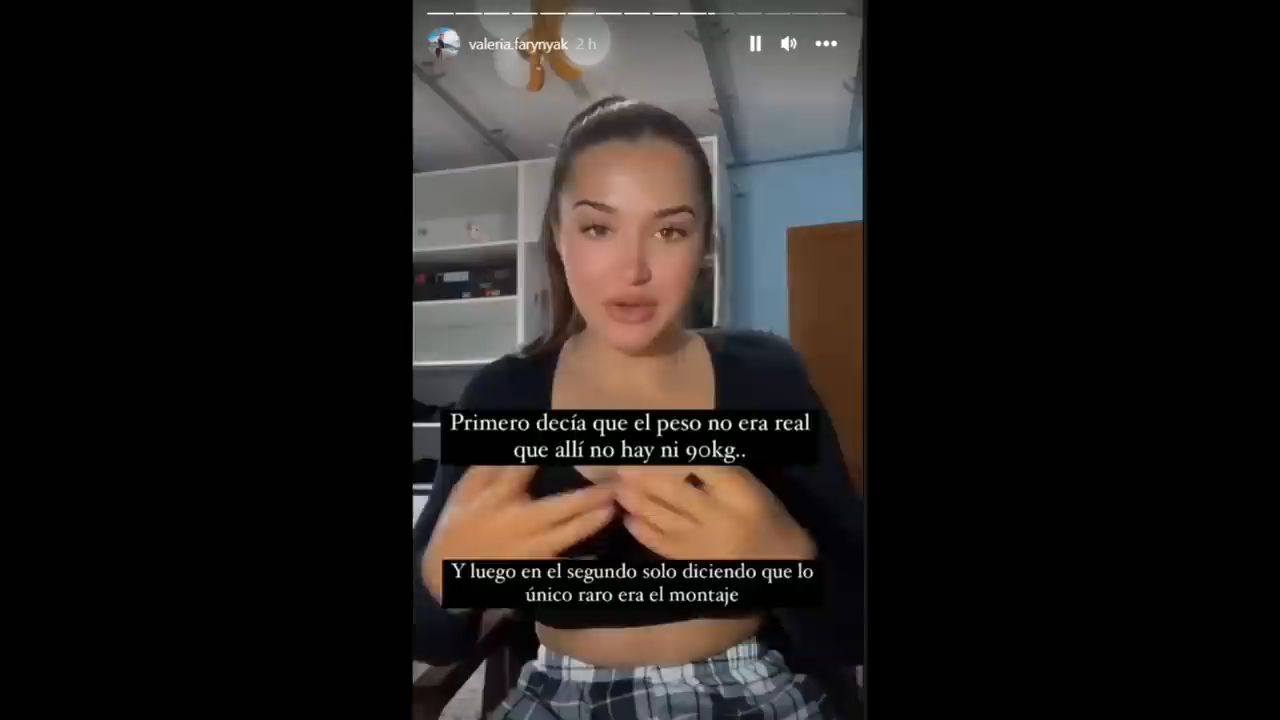 valeria.farynyak 2 h
Primero decía que el peso no era real
que allí no hay ni 90kg..
Y luego en el segundo solo diciendo que lo
único raro era el montaje